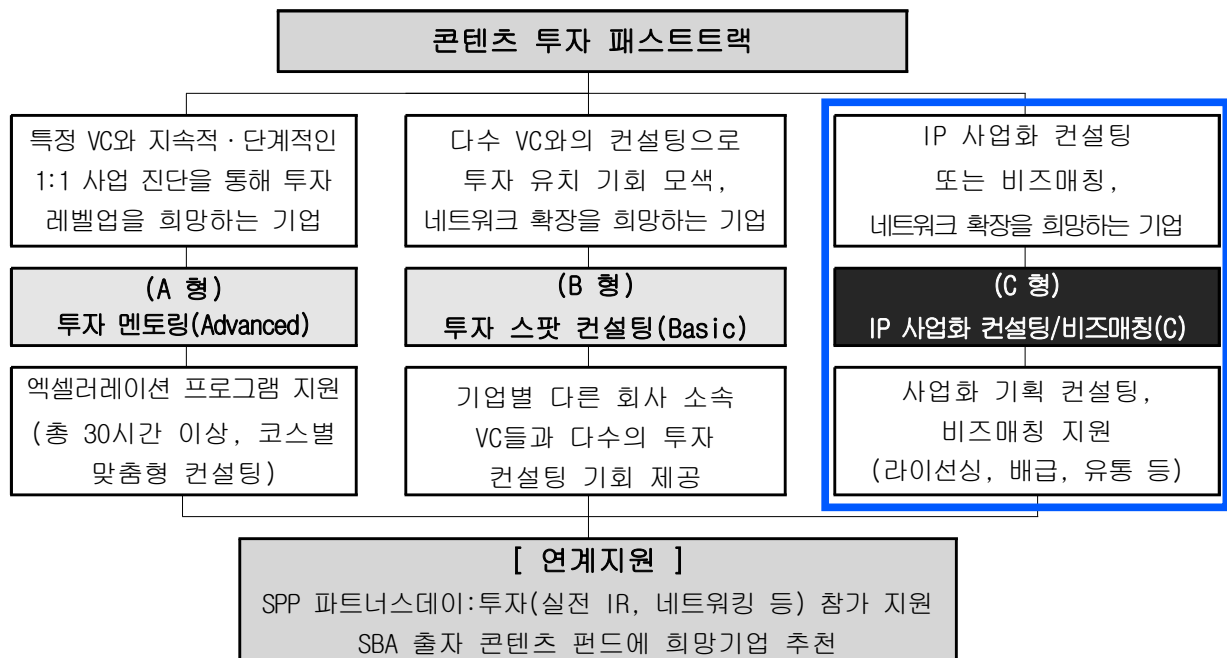 콘텐츠 투자 패스트트랙
특정 VC와 지속적·단계적인
1:1 사업 진단을 통해 투자
레벨업을 희망하는 기업
(A 형)
투자 멘토링(Advanced)
엑셀러레이션 프로그램 지원
(총 30시간 이상, 코스별
맞춤형 컨설팅)
다수 VC와의 컨설팅으로
투자 유치 기회 모색,
네트워크 확장을 희망하는 기업
(B 형)
투자 스팟 컨설팅(Basic)
기업별 다른 회사 소속
VC들과 다수의 투자
컨설팅 기회 제공
IP 사업화 컨설팅
또는 비즈매칭,
네트워크 확장을 희망하는 기업
(C 형)
IP 사업화 컨설팅/비즈매칭(C)
사업화 기획 컨설팅,
비즈매칭 지원
(라이선싱, 배급, 유통 등)
[ 연계지원 ]
SPP 파트너스데이:투자(실전 IR, 네트워킹 등) 참가 지원
SBA 출자 콘텐츠 펀드에 희망기업 추천